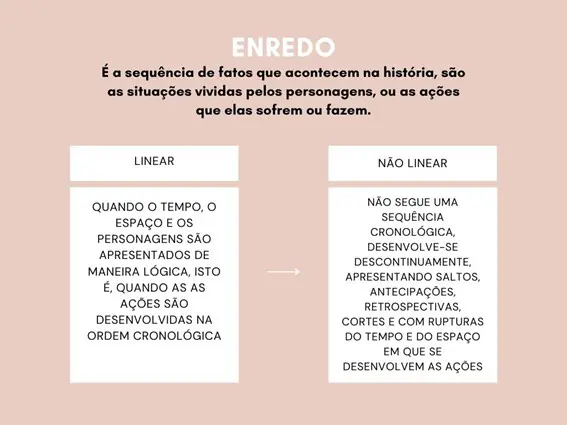 ENREDO
É a sequência de fatos que acontecem na história, são
as situações vividas pelos personagens, ou as ações
que elas sofrem ou fazem.
LINEAR
QUANDO O TEMPO, O
ESPAÇO E OS
PERSONAGENS SÃO
APRESENTADOS DE
MANEIRA LÓGICA, ISTO
É, QUANDO AS AS
AÇÕES SÃO
DESENVOLVIDAS NA
ORDEM CRONOLÓGICA
NÃO LINEAR
NÃO SEGUE UMA
SEQUÊNCIA
CRONOLÓGICA,
DESENVOLVE-SE
DESCONTINUAMENTE,
APRESENTANDO SALTOS,
ANTECIPAÇÕES,
RETROSPECTIVAS,
CORTES E COM RUPTURAS
DO TEMPO E DO ESPAÇO
EM QUE SE
DESENVOLVEM AS AÇÕES